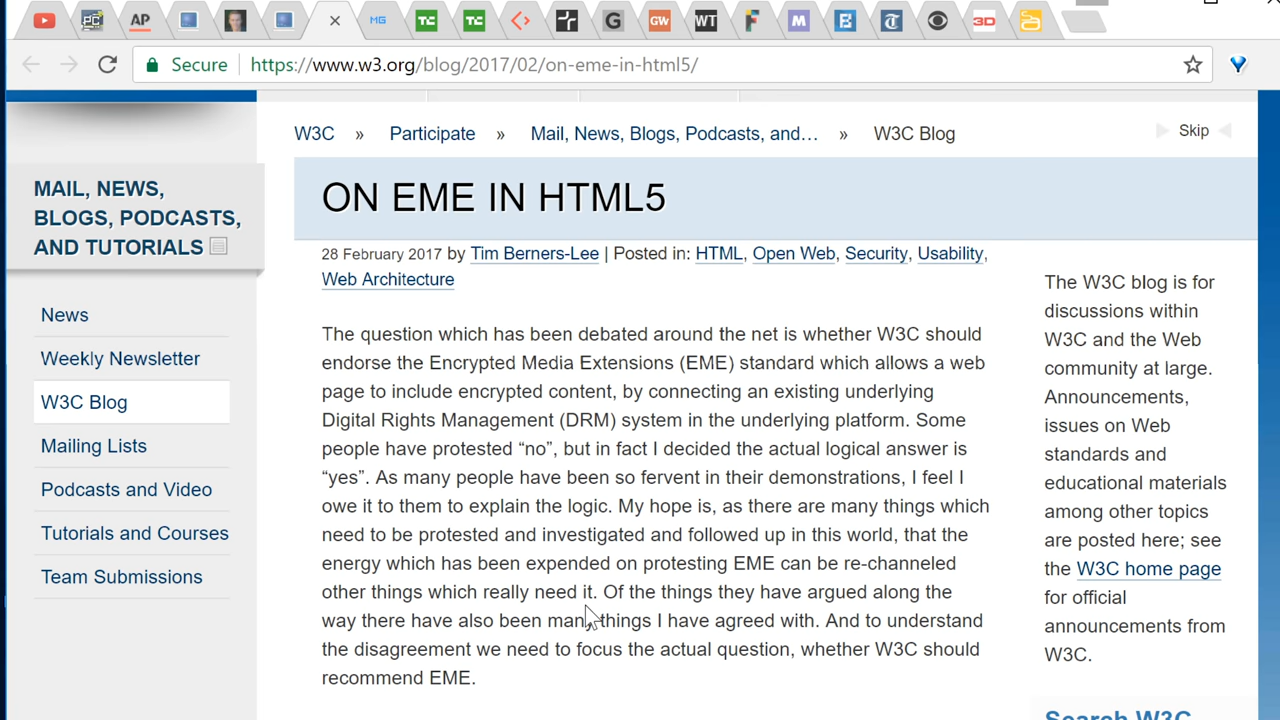 AP
MG
TC
TC
G
GW
WT
F
M
B
T
3D
Secure
https://www.w3.org/blog/2017/02/on-eme-in-html5/
W3C » Participate » Mail, News, Blogs, Podcasts, and… » W3C Blog
Skip
MAIL, NEWS,
BLOGS, PODCASTS,
AND TUTORIALS
News
Weekly Newsletter
W3C Blog
Mailing Lists
Podcasts and Video
Tutorials and Courses
Team Submissions
ON EME IN HTML5
28 February 2017 by Tim Berners-Lee | Posted in: HTML, Open Web, Security, Usability,
Web Architecture
The question which has been debated around the net is whether W3C should
endorse the Encrypted Media Extensions (EME) standard which allows a web
page to include encrypted content, by connecting an existing underlying
Digital Rights Management (DRM) system in the underlying platform. Some
people have protested “no”, but in fact I decided the actual logical answer is
“yes”. As many people have been so fervent in their demonstrations, I feel I
owe it to them to explain the logic. My hope is, as there are many things which
need to be protested and investigated and followed up in this world, that the
energy which has been expended on protesting EME can be re-channeled
other things which really need it. Of the things they have argued along the
way there have also been many things I have agreed with. And to understand
the disagreement we need to focus the actual question, whether W3C should
recommend EME.
The W3C blog is for
discussions within
W3C and the Web
community at large.
Announcements,
issues on Web
standards and
educational materials
among other topics
are posted here; see
the W3C home page
for official
announcements from
W3C.
Search W3C